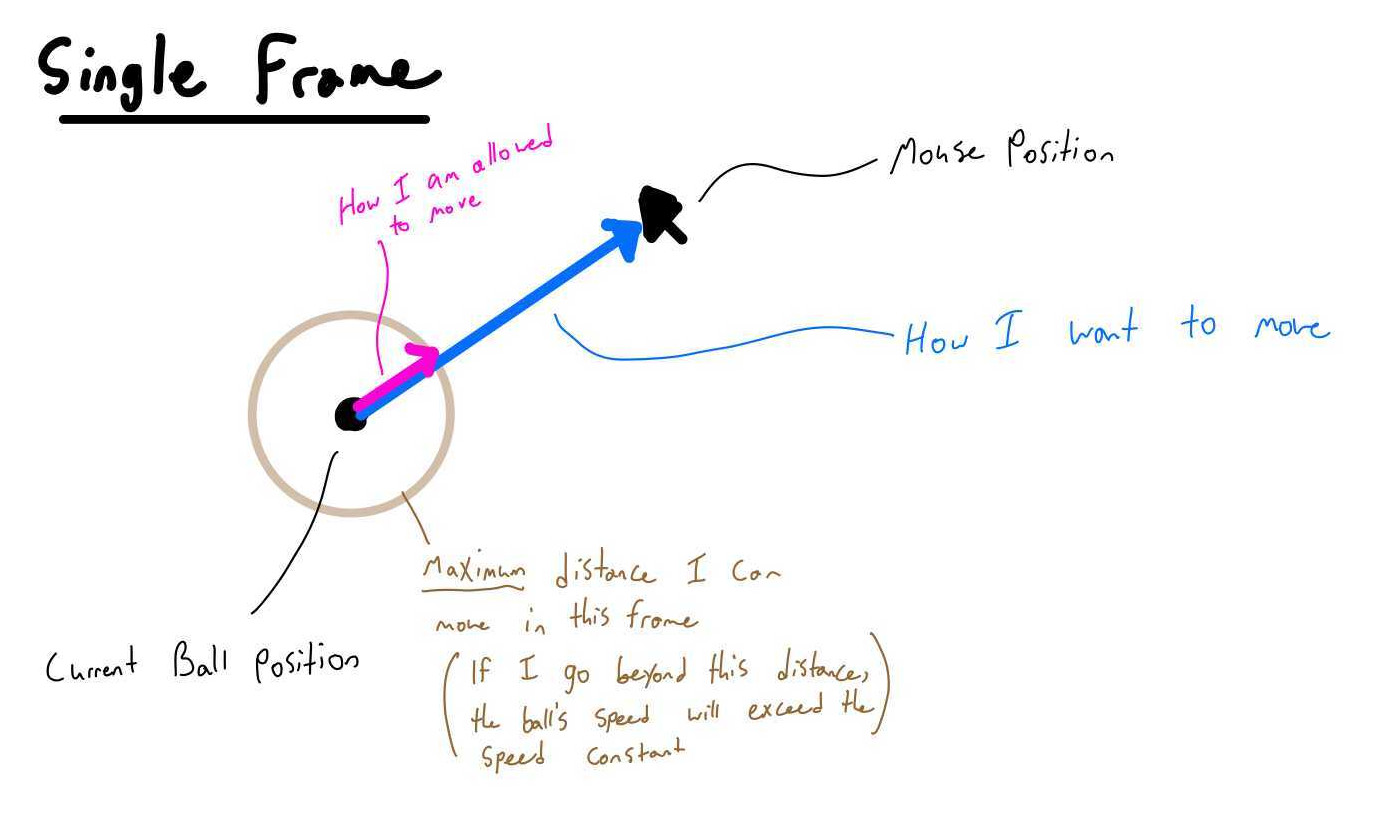 Single Frame
How I am allowed
to move
Mouse Position
How I want to move
Maximum distance I can
move in this frame
(If I go beyond this distance,
the ball's speed will exceed the
speed constant)
Current Ball Position